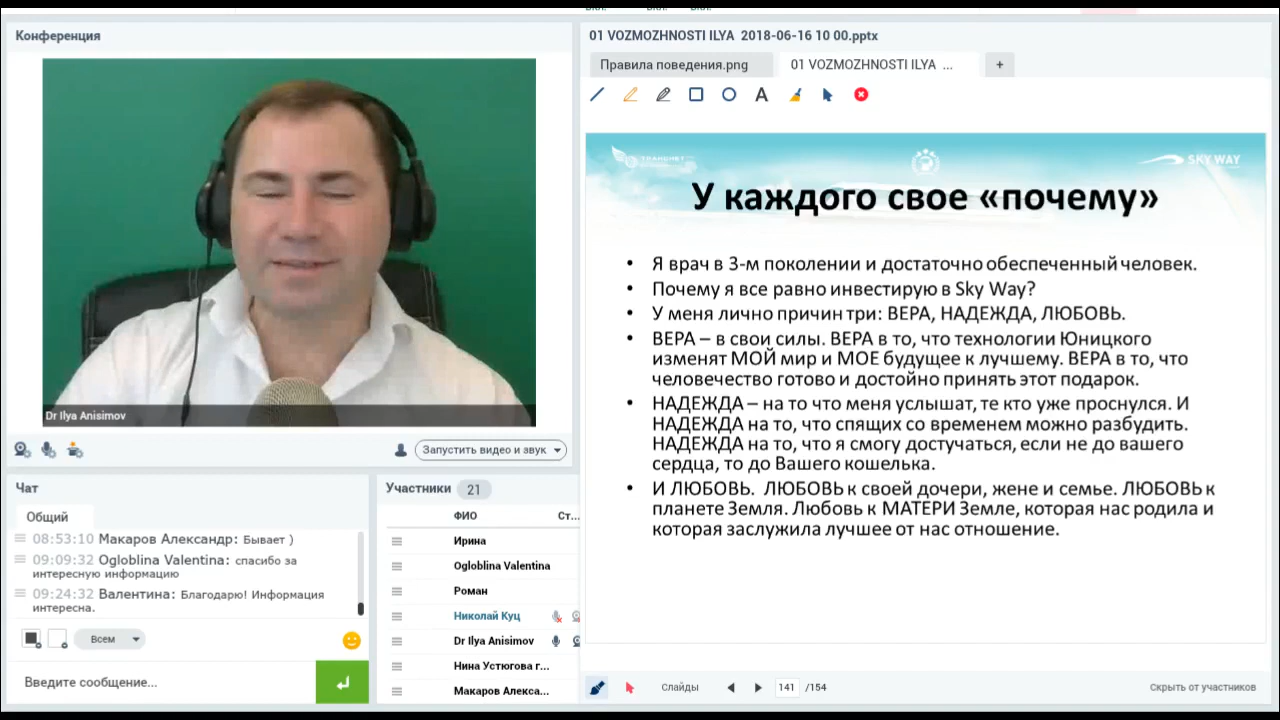 Конференция
Dr Ilya Anisimov
Запустить видео и звук
Чат
Общий
08:53:10 Макаров Александр: Бывает )
09:09:32 Ogloblina Valentina: спасибо за
интересную информацию
09:24:32 Валентина: Благодарю! Информация
интересна.
Всем
Введите сообщение...
Участники 21
ФИО Ст...
Ирина
Ogloblina Valentina
Роман
Николай Куц
Dr Ilya Anisimov
Нина Устюгова г...
Макаров Алекса...
01 VOZMOZHNOSTI ILYA 2018-06-16 10 00.pptx
Правила поведения.png
01 VOZMOZHNOSTI ILYA ...
+
A
SKY WAY
У каждого свое «почему»
• Я врач в 3-м поколении и достаточно обеспеченный человек.
• Почему я все равно инвестирую в Sky Way?
• У меня лично причин три: ВЕРА, НАДЕЖДА, ЛЮБОВЬ.
• ВЕРА – в свои силы. ВЕРА в то, что технологии Юницкого
изменят МОЙ мир и МОЕ будущее к лучшему. ВЕРА в то, что
человечество готово и достойно принять этот подарок.
• НАДЕЖДА – на то что меня услышат, те кто уже проснулся. И
НАДЕЖДА на то, что спящих со временем можно разбудить.
НАДЕЖДА на то, что я смогу достучаться, если не до вашего
сердца, то до Вашего кошелька.
• И ЛЮБОВЬ. ЛЮБОВЬ к своей дочери, жене и семье. ЛЮБОВЬ к
планете Земля. Любовь к МАТЕРИ Земле, которая нас родила и
которая заслужила лучшее от нас отношение.
Слайды
141 /154
Скрыть от участников